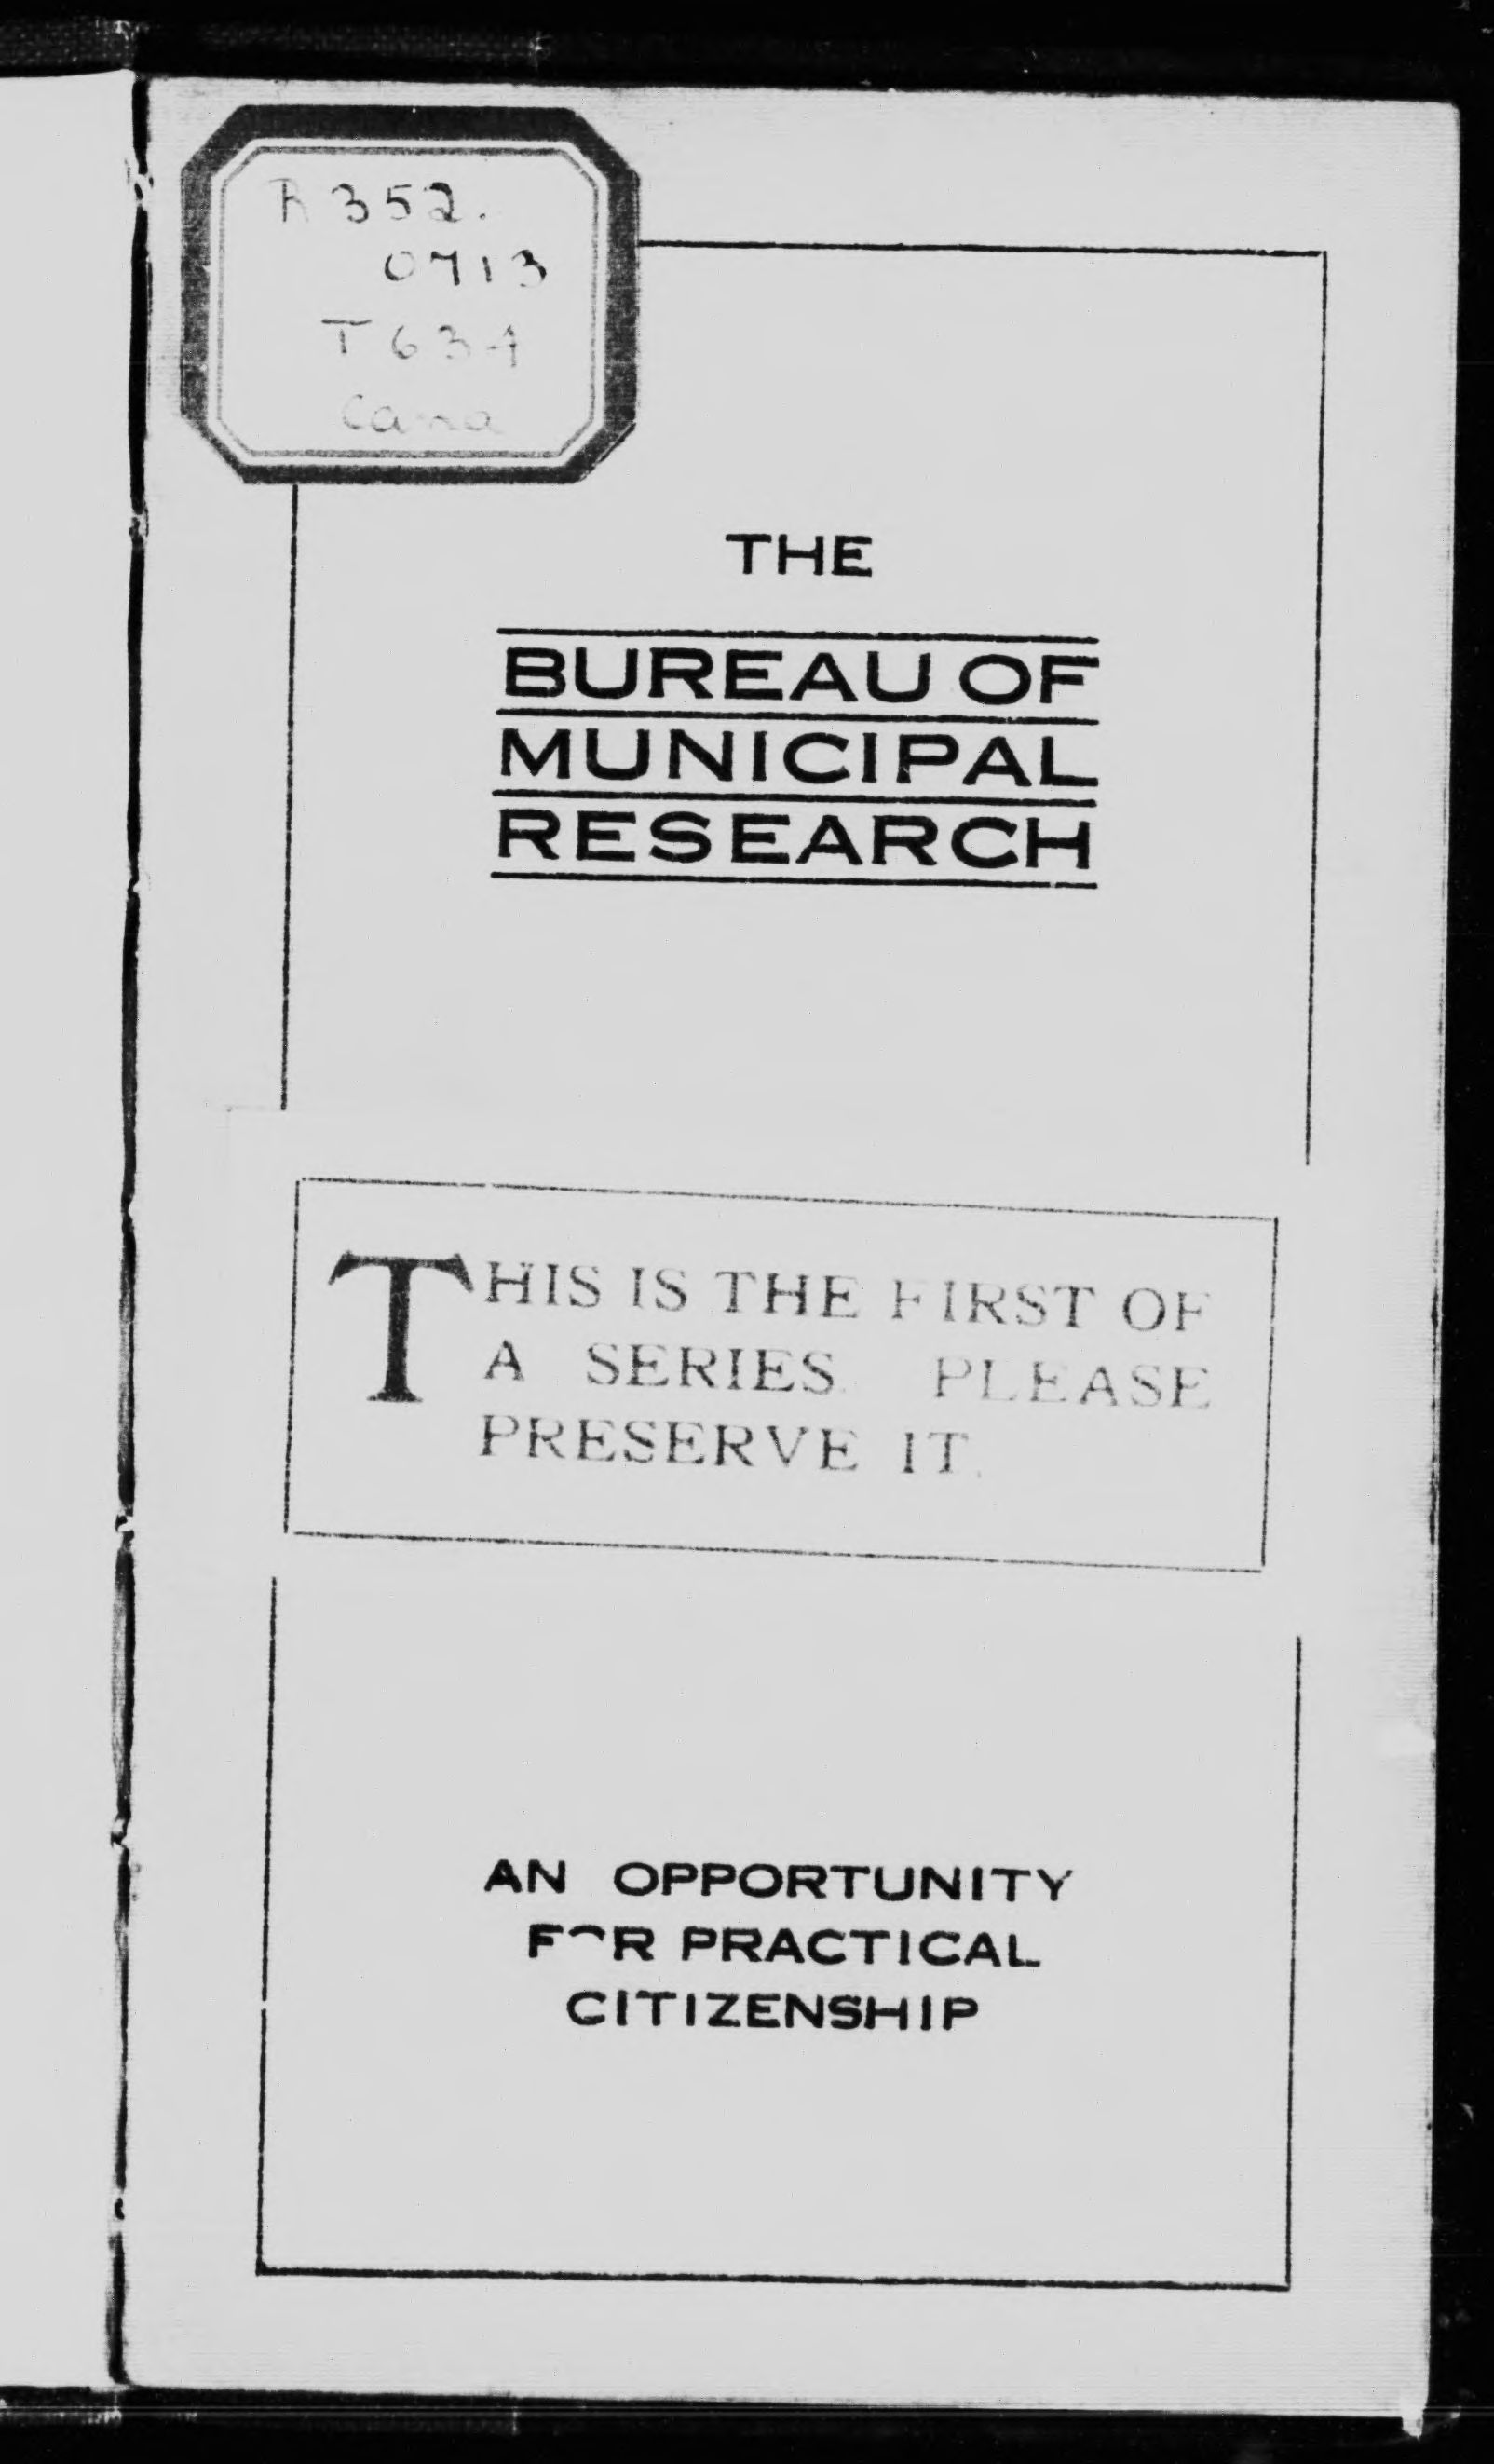 R 352.
0713
T634
Cana
THE
BUREAU OF
MUNICIPAL
RESEARCH
THIS IS THE FIRST OF
A SERIES. PLEASE
PRESERVE IT.
AN OPPORTUNITY
FOR PRACTICAL
CITIZENSHIP